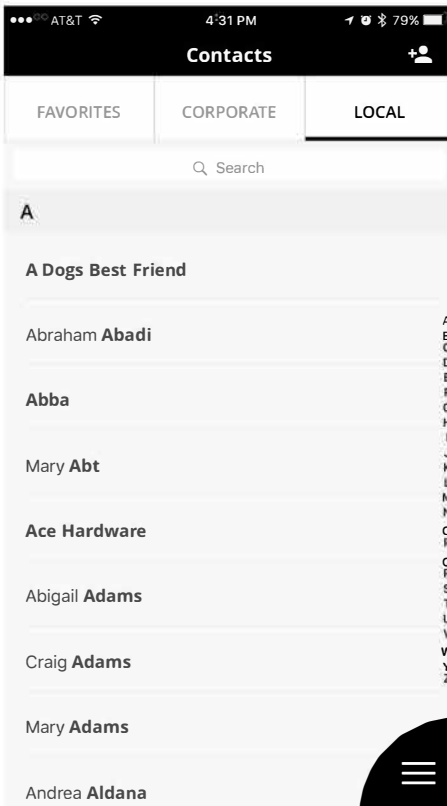 AT&T 4:31 PM 79%
Contacts
FAVORITES CORPORATE LOCAL
Search
A
A Dogs Best Friend
Abraham Abadi
Abba
Mary Abt
Ace Hardware
Abigail Adams
Craig Adams
Mary Adams
Andrea Aldana